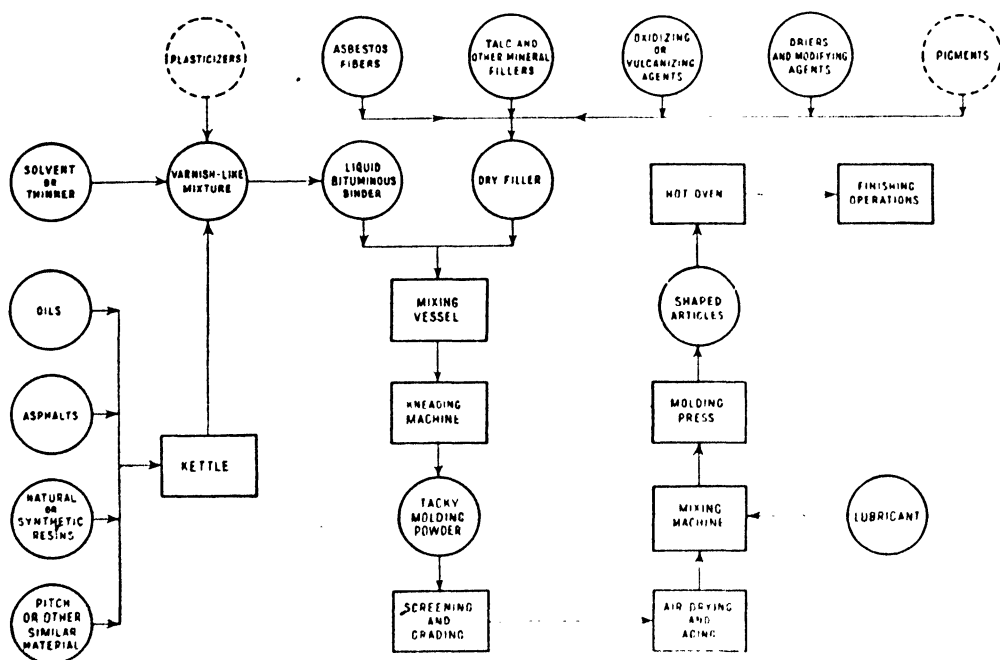 PLASTICIZERS
ASBESTOS
FIBERS
TALC AND
OTHER MINERAL
FILLERS
OXIDIZING
OR
VULCANIZING
AGENTS
DRIERS
AND MODIFYING
AGENTS
PIGMENTS
SOLVENT
OR
THINNER
VARNISH-LIKE
MIXTURE
LIQUID
BITUMINOUS
BINDER
DRY FILLER
HOT OVEN
FINISHING
OPERATIONS
OILS
MIXING
VESSEL
SHAPED
ARTICLES
ASPHALTS
KNEADING
MACHINE
MOLDING
PRESS
KETTLE
NATURAL
OR
SYNTHETIC
RESINS
TACKY
MOLDING
POWDER
MIXING
MACHINE
LUBRICANT
PITCH
OR OTHER
SIMILAR
MATERIAL
SCREENING
AND
GRADING
AIR DRYING
AND
AGING